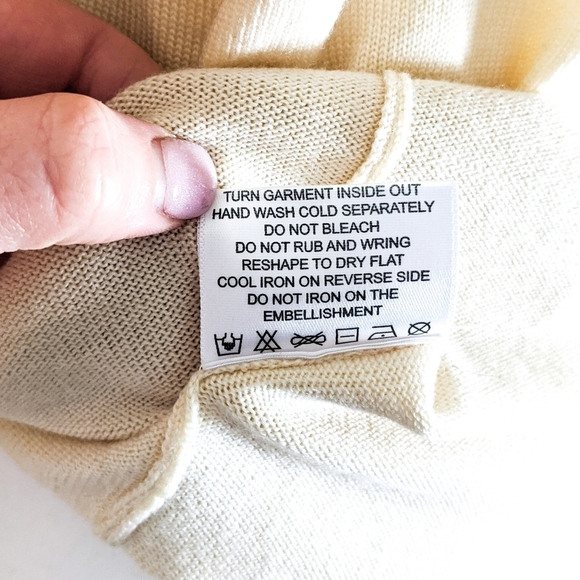 TURN GARMENT INSIDE OUT
HAND WASH COLD SEPARATELY
DO NOT BLEACH
DO NOT RUB AND WRING
RESHAPE TO DRY FLAT
COOL IRON ON REVERSE SIDE
DO NOT IRON ON THE
EMBELLISHMENT